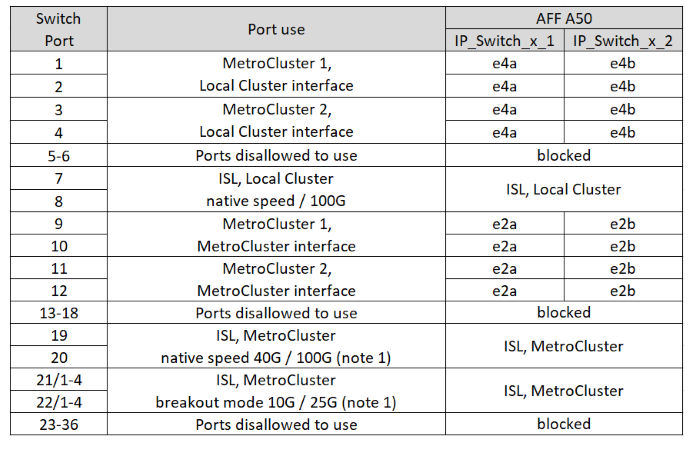 Switch Port Port use AFF A50
IP_Switch_x_1 IP_Switch_x_2
1 MetroCluster 1, e4a e4b
2 Local Cluster interface e4a e4b
3 MetroCluster 2, e4a e4b
4 Local Cluster interface e4a e4b
5-6 Ports disallowed to use blocked
7 ISL, Local Cluster
8 native speed / 100G ISL, Local Cluster
9 MetroCluster 1, e2a e2b
10 MetroCluster interface e2a e2b
11 MetroCluster 2, e2a e2b
12 MetroCluster interface e2a e2b
13-18 Ports disallowed to use blocked
19 ISL, MetroCluster
20 native speed 40G / 100G (note 1) ISL, MetroCluster
21/1-4 ISL, MetroCluster
22/1-4 breakout mode 10G / 25G (note 1) ISL, MetroCluster
23-36 Ports disallowed to use blocked